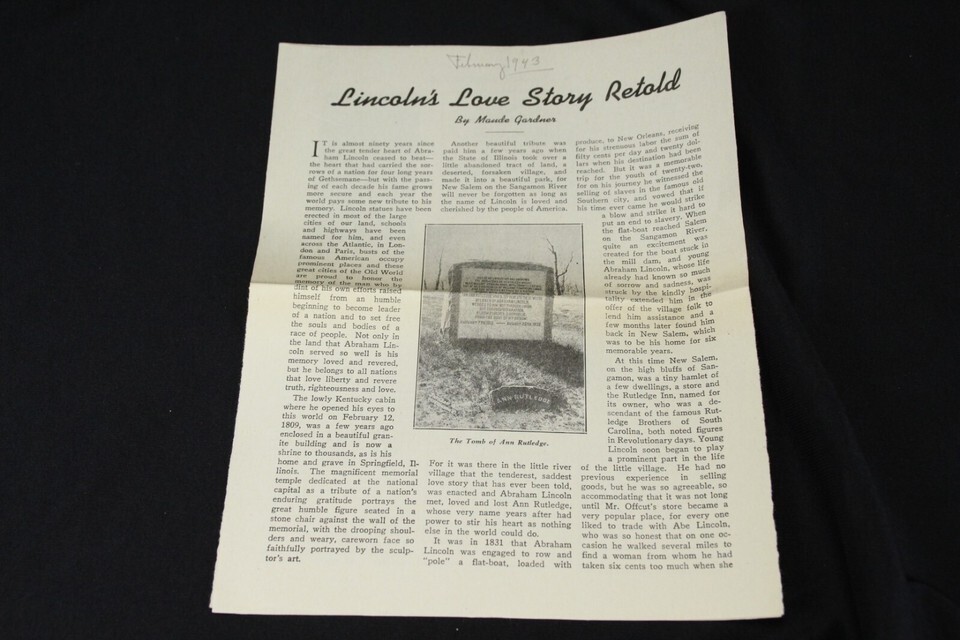 February 1943
Lincoln's Love Story Retold
By Maude Gardner
IT is almost ninety years since
the great tender heart of Abra-
ham Lincoln ceased to beat—
the heart that had carried the sor-
rows of a nation for four long years
of Gethsemane—but with the pass-
ing of each decade his fame grows
more secure and each year the
world pays some new tribute to his
memory. Lincoln statues have been
erected in most of the large
cities of our land, schools
and highways have been
named for him, and even
across the Atlantic, in Lon-
don and Paris, busts of the
famous American occupy
prominent places and these
great cities of the Old World
are proud to honor the
memory of the man who by
dint of his own efforts raised
himself from an humble
beginning to become leader
of a nation and to set free
the souls and bodies of a
race of people. Not only in
the land that Abraham Lin-
coln served so well is his
memory loved and revered,
but he belongs to all nations
that love liberty and revere
truth, righteousness and love.
The lowly Kentucky cabin
where he opened his eyes to
this world on February 12,
1809, was a few years ago
enclosed in a beautiful gran-
ite building and is now a
shrine to thousands, as is his
home and grave in Springfield, Il-
linois. The magnificent memorial
temple dedicated at the national
capital as a tribute of a nation's
enduring gratitude portrays the
great humble figure seated in a
stone chair against the wall of the
memorial, with the drooping shoul-
ders and weary, careworn face so
faithfully portrayed by the sculp-
tor's art.
Another beautiful tribute was
paid him a few years ago when
the State of Illinois took over a
little abandoned tract of land, a
deserted, forsaken village, and
made it into a beautiful park, for
New Salem on the Sangamon River
will never be forgotten as long as
the name of Lincoln is loved and
cherished by the people of America.
ANN RUTLEDGE
The Tomb of Ann Rutledge.
For it was there in the little river
village that the tenderest, saddest
love story that has ever been told,
was enacted and Abraham Lincoln
met, loved and lost Ann Rutledge,
whose very name years after had
power to stir his heart as nothing
else in the world could do.
It was in 1831 that Abraham
Lincoln was engaged to row and
"pole" a flat-boat, loaded with
produce, to New Orleans, receiving
for his strenuous labor the sum of
fifty cents per day and twenty dol-
lars when his destination had been
reached. But it was a memorable
trip for the youth of twenty-two,
for on his journey he witnessed the
selling of slaves in the famous old
Southern city, and vowed that if
his time ever came he would strike
a blow and strike it hard to
put an end to slavery. When
the flat-boat reached Salem
on the Sangamon River,
quite an excitement was
created for the boat stuck in
the mill dam, and young
Abraham Lincoln, whose life
already had known so much
of sorrow and sadness, was
struck by the kindly hospi-
tality extended him in the
offer of the village folk to
lend him assistance and a
few months later found him
back in New Salem, which
was to be his home for six
memorable years.
At this time New Salem,
on the high bluffs of San-
gamon, was a tiny hamlet of
a few dwellings, a store and
the Rutledge Inn, named for
its owner, who was a de-
scendant of the famous Rut-
ledge Brothers of South
Carolina, both noted figures
in Revolutionary days. Young
Lincoln soon began to play
a prominent part in the life
of the little village. He had no
previous experience in selling
goods, but he was so agreeable, so
accommodating that it was not long
until Mr. Offcut's store became a
very popular place, for every one
liked to trade with Abe Lincoln,
who was so honest that on one oc-
casion he walked several miles to
find a woman from whom he had
taken six cents too much when she